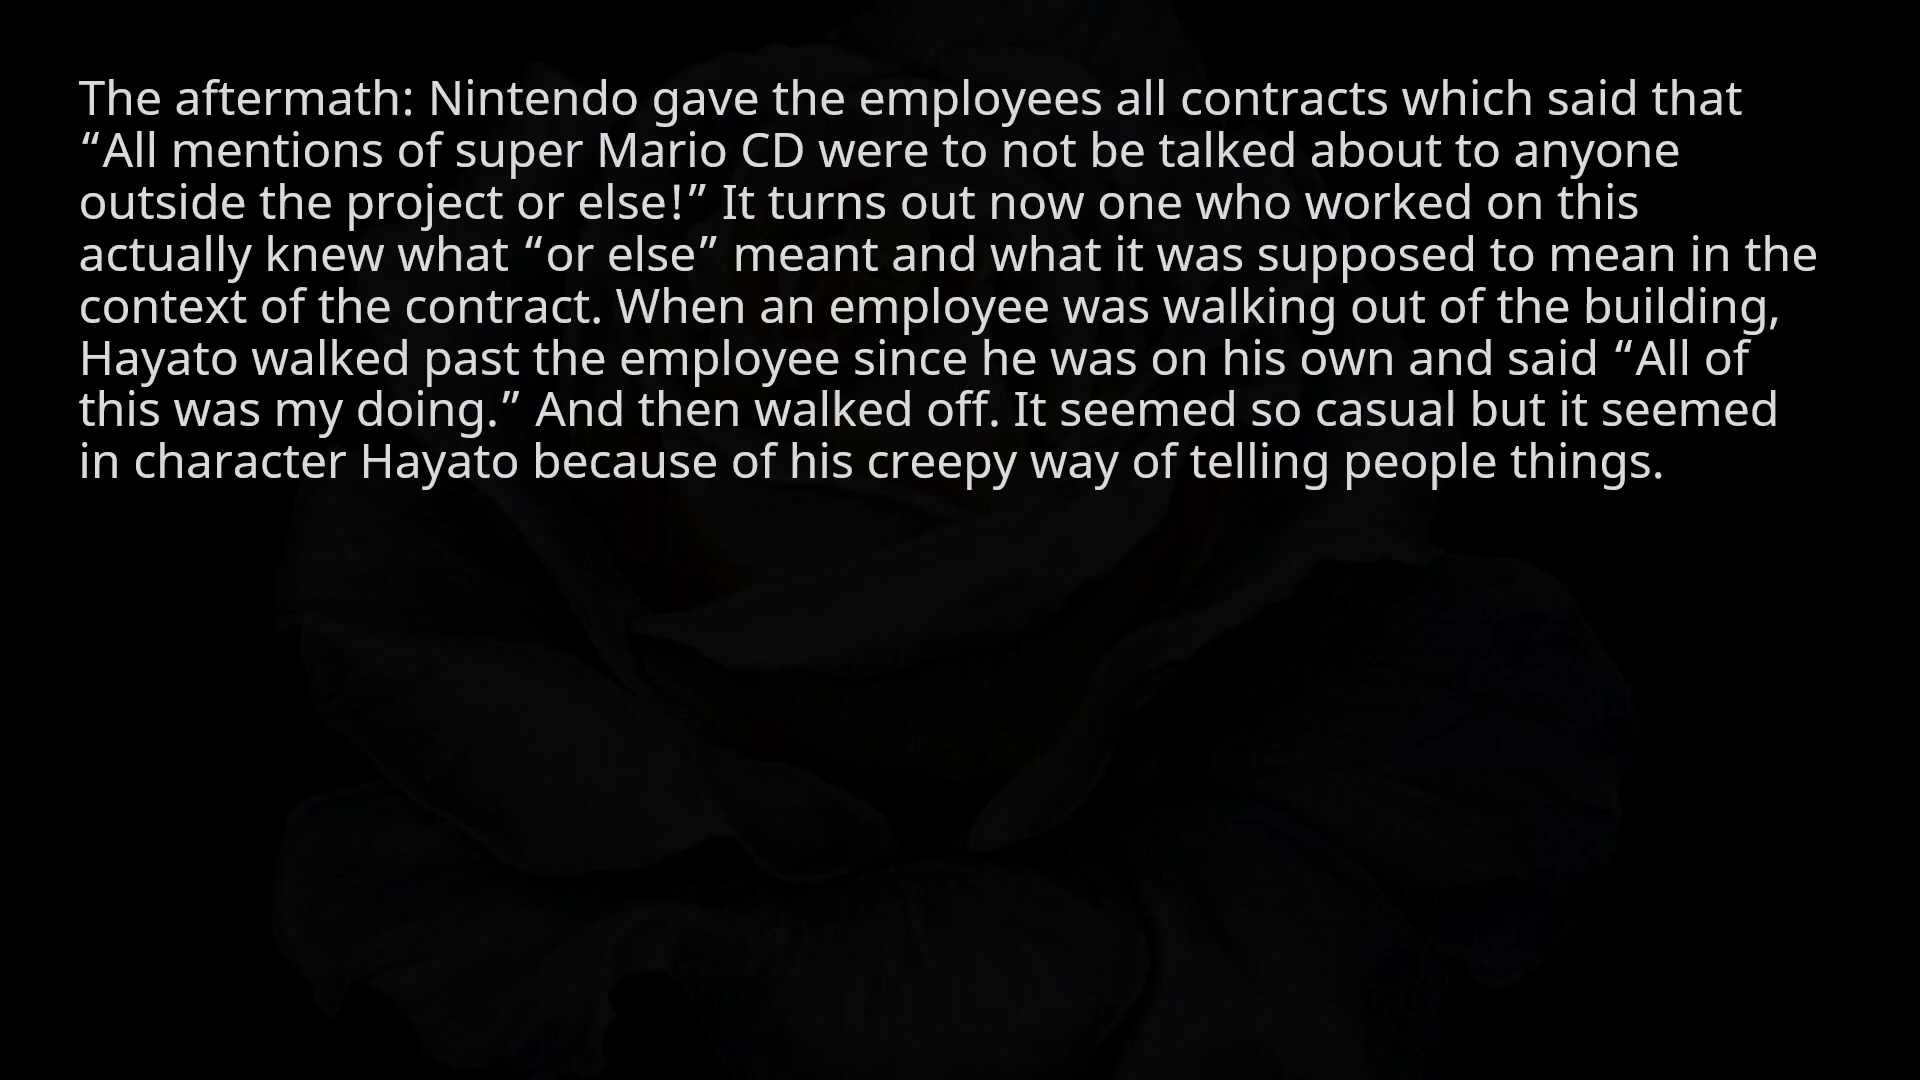 The aftermath: Nintendo gave the employees all contracts which said that
“All mentions of super Mario CD were to not be talked about to anyone
outside the project or else!” It turns out now one who worked on this
actually knew what “or else” meant and what it was supposed to mean in the
context of the contract. When an employee was walking out of the building,
Hayato walked past the employee since he was on his own and said “All of
this was my doing.” And then walked off. It seemed so casual but it seemed
in character Hayato because of his creepy way of telling people things.